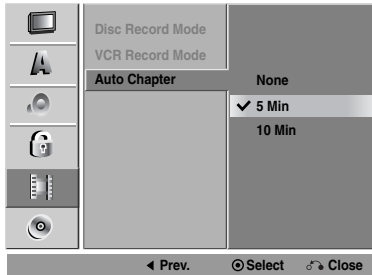 Disc Record Mode
VCR Record Mode
Auto Chapter
None
✔ 5 Min
10 Min
◀ Prev.
Select
Close